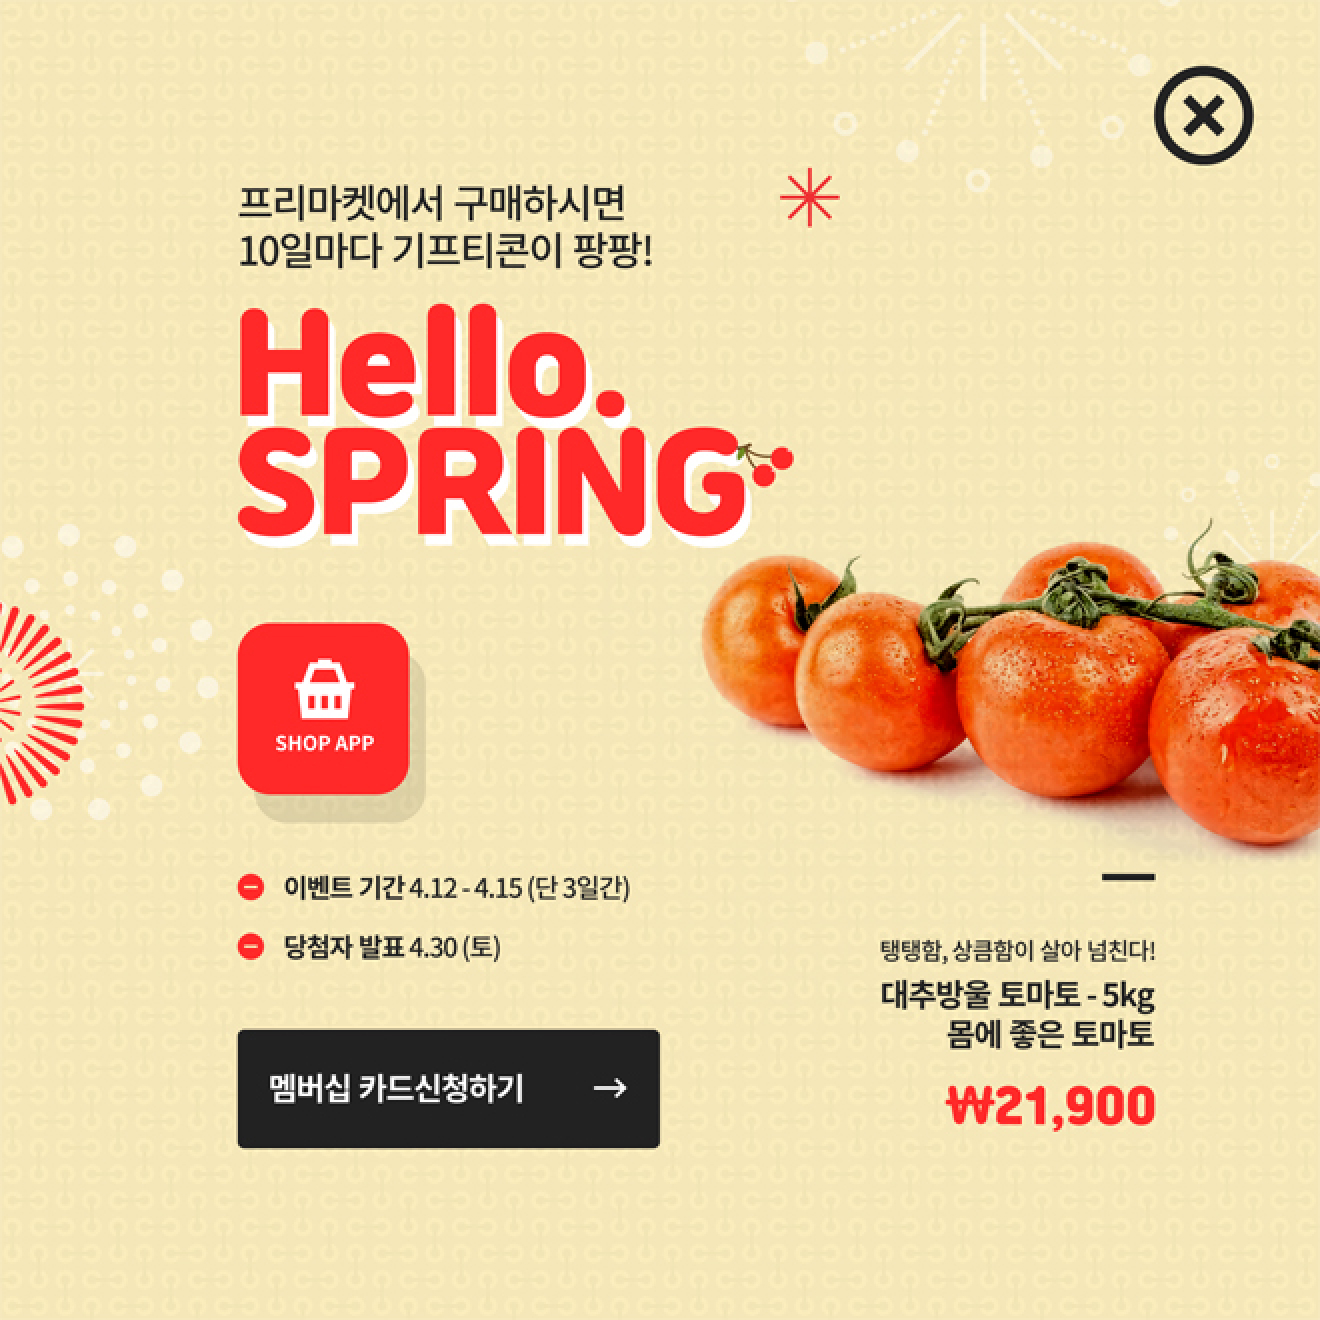 프리마켓에서 구매하시면
10일마다 기프티콘이 팡팡!
Hello.
SPRING
SHOP APP
이벤트 기간 4.12 - 4.15 (단 3일간)
당첨자 발표 4.30 (토)
멤버십 카드신청하기 →
탱탱함, 상큼함이 살아 넘친다!
대추방울 토마토 - 5kg
몸에 좋은 토마토
₩21,900